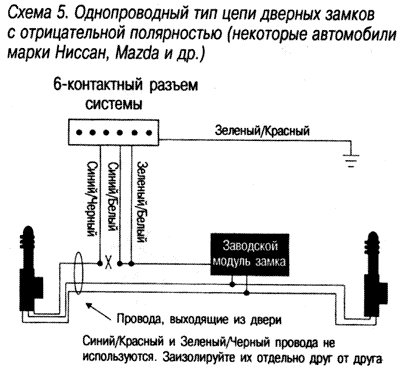 Схема 5. Однопроводный тип цепи дверных замков
с отрицательной полярностью (некоторые автомобили
марки Ниссан, Mazda и др.)
6-контактный разъем
системы
Зеленый/Красный
Синий/Черный
Синий/Белый
Зеленый/Белый
Заводской
модуль замка
Провода, выходящие из двери
Синий/Красный и Зеленый/Черный провода не
используются. Заизолируйте их отдельно друг от друга